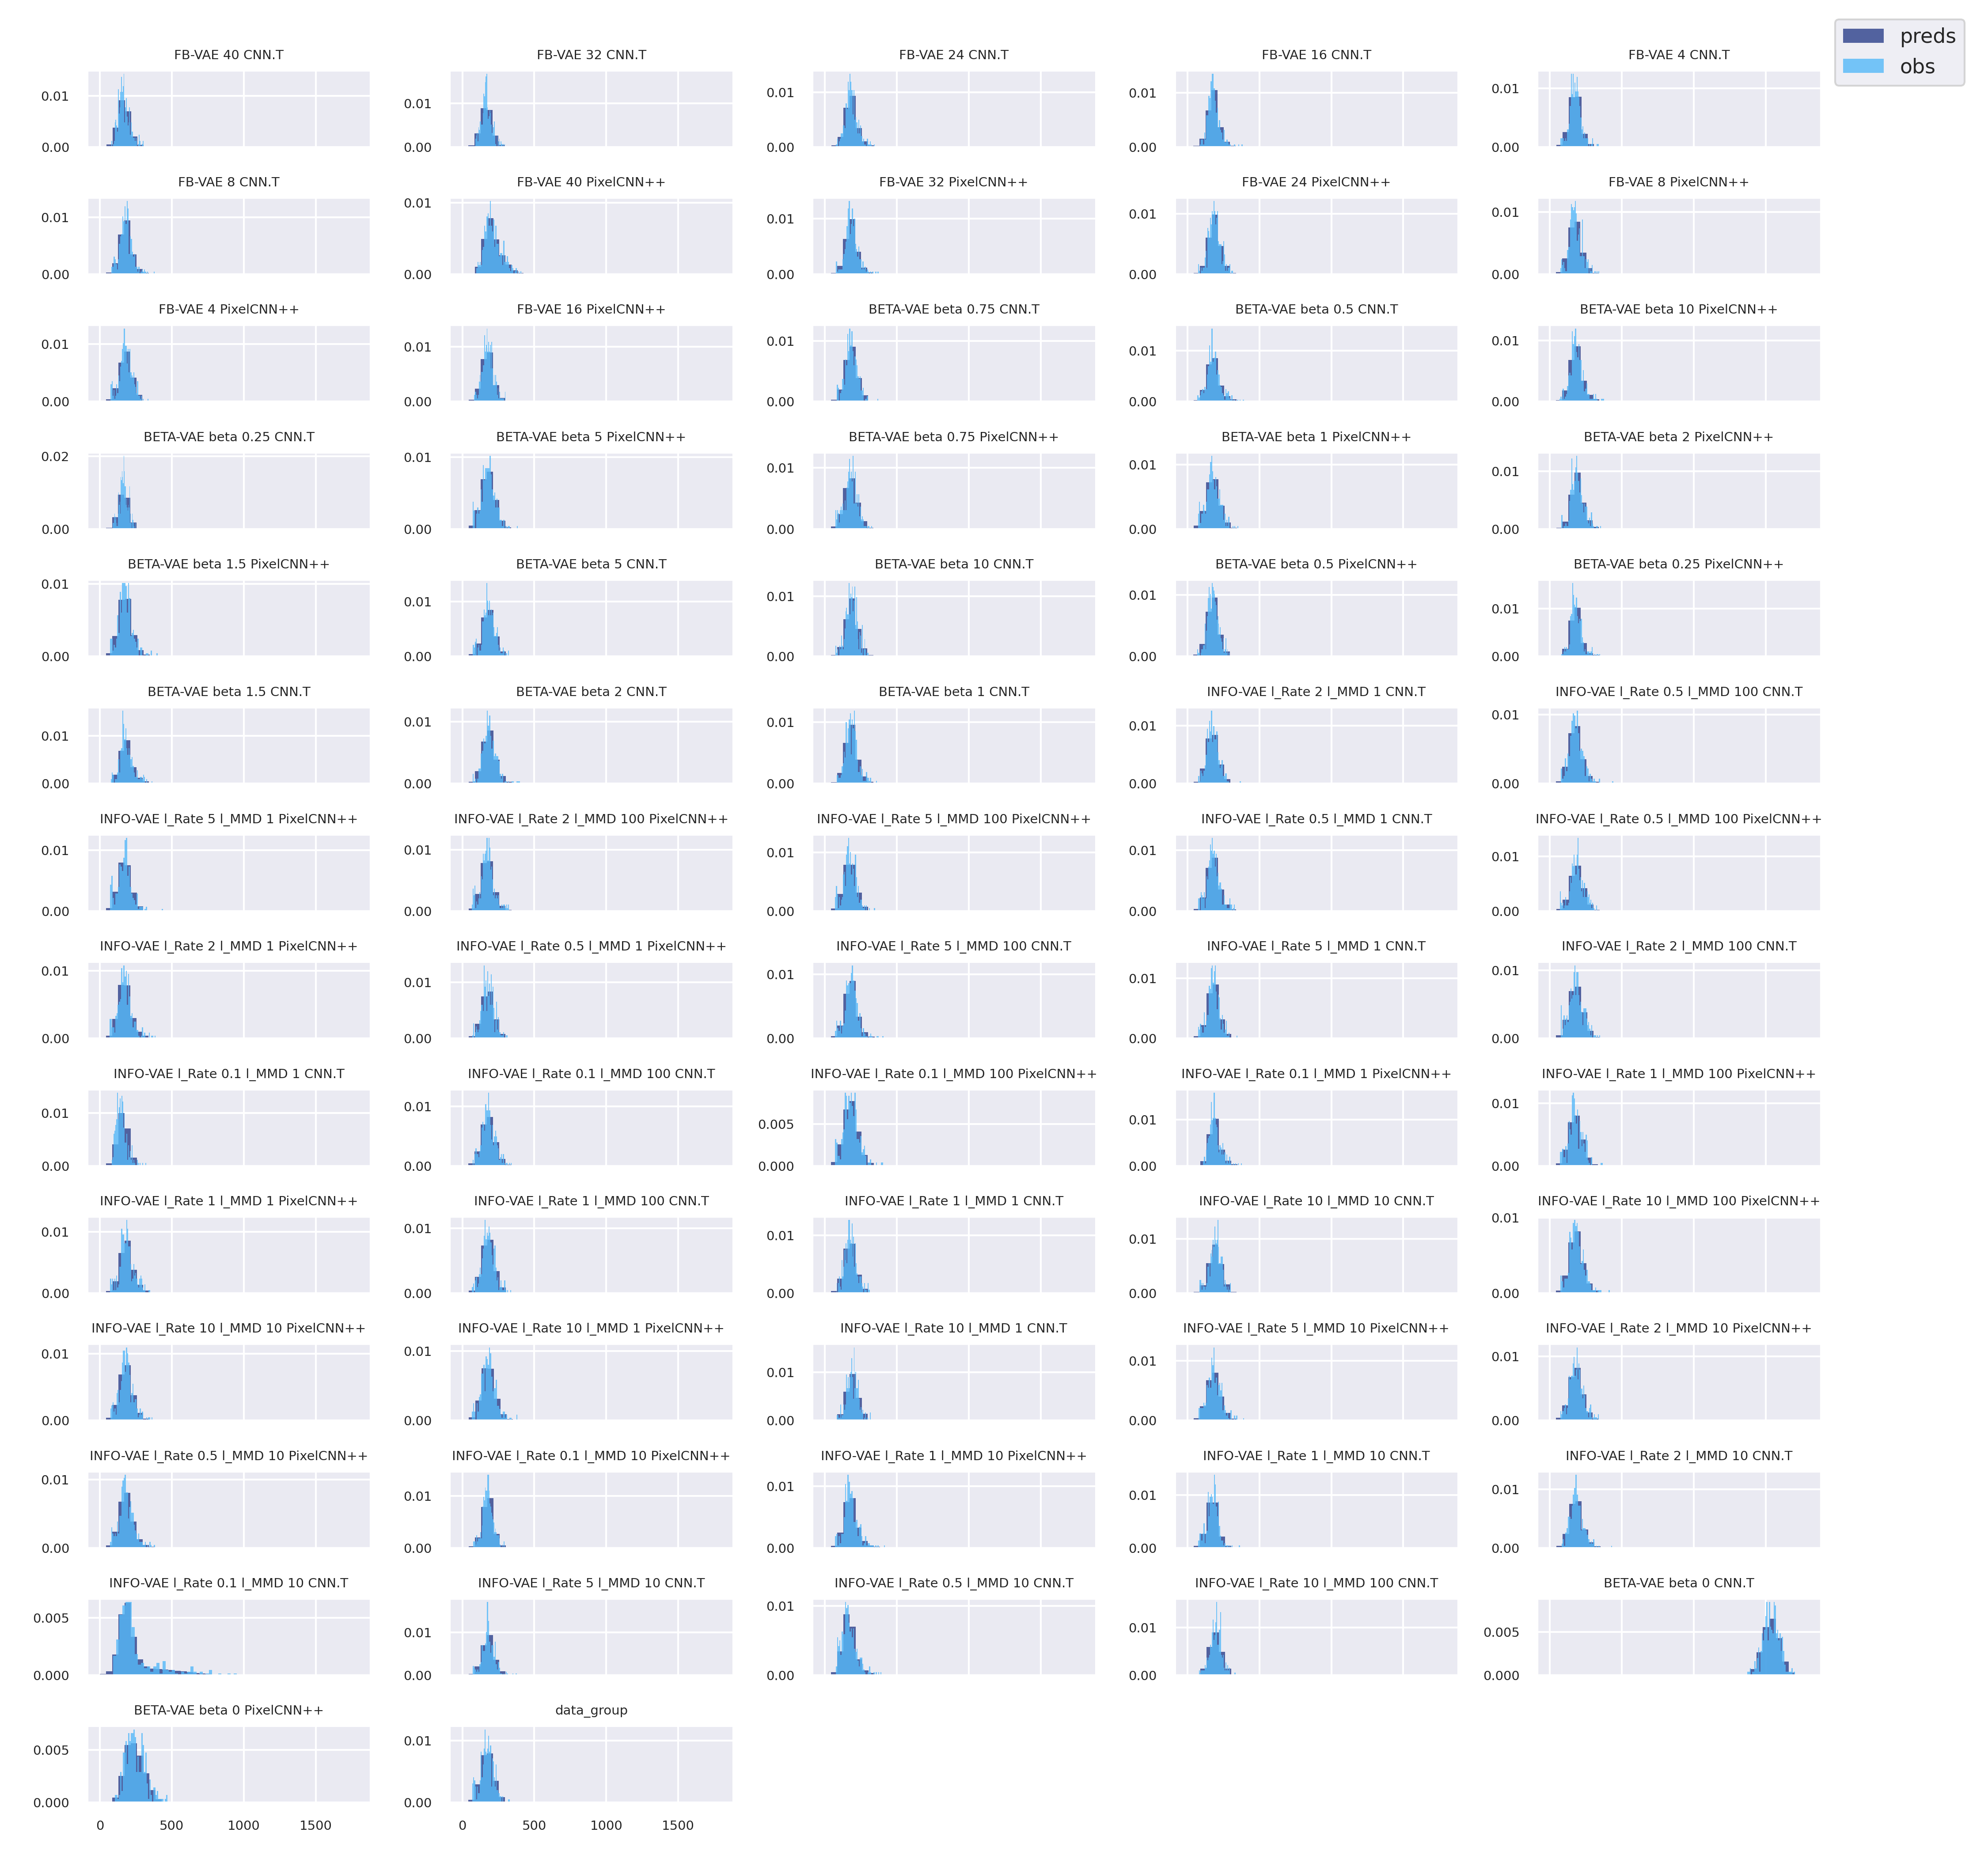 preds
obs
FB-VAE 40 CNN.T
FB-VAE 32 CNN.T
FB-VAE 24 CNN.T
FB-VAE 16 CNN.T
FB-VAE 4 CNN.T
0.01 0.01 0.01 0.01 0.01
0.00 0.00 0.00 0.00 0.00
FB-VAE 8 CNN.T
FB-VAE 40 PixelCNN++
FB-VAE 32 PixelCNN++
FB-VAE 24 PixelCNN++
FB-VAE 8 PixelCNN++
0.01 0.01 0.01 0.01 0.01
0.00 0.00 0.00 0.00 0.00
FB-VAE 4 PixelCNN++
FB-VAE 16 PixelCNN++
BETA-VAE beta 0.75 CNN.T
BETA-VAE beta 0.5 CNN.T
BETA-VAE beta 10 PixelCNN++
0.01 0.01 0.01 0.01 0.01
0.00 0.00 0.00 0.00 0.00
BETA-VAE beta 0.25 CNN.T
BETA-VAE beta 5 PixelCNN++
BETA-VAE beta 0.75 PixelCNN++
BETA-VAE beta 1 PixelCNN++
BETA-VAE beta 2 PixelCNN++
0.02 0.01 0.01 0.01 0.01
0.00 0.00 0.00 0.00 0.00
BETA-VAE beta 1.5 PixelCNN++
BETA-VAE beta 5 CNN.T
BETA-VAE beta 10 CNN.T
BETA-VAE beta 0.5 PixelCNN++
BETA-VAE beta 0.25 PixelCNN++
0.01 0.01 0.01 0.01 0.01
0.00 0.00 0.00 0.00 0.00
BETA-VAE beta 1.5 CNN.T
BETA-VAE beta 2 CNN.T
BETA-VAE beta 1 CNN.T
INFO-VAE l_Rate 2 l_MMD 1 CNN.T
INFO-VAE l_Rate 0.5 l_MMD 100 CNN.T
0.01 0.01 0.01 0.01 0.01
0.00 0.00 0.00 0.00 0.00
INFO-VAE l_Rate 5 l_MMD 1 PixelCNN++
INFO-VAE l_Rate 2 l_MMD 100 PixelCNN++
INFO-VAE l_Rate 5 l_MMD 100 PixelCNN++
INFO-VAE l_Rate 0.5 l_MMD 1 CNN.T
INFO-VAE l_Rate 0.5 l_MMD 100 PixelCNN++
0.01 0.01 0.01 0.01 0.01
0.00 0.00 0.00 0.00 0.00
INFO-VAE l_Rate 2 l_MMD 1 PixelCNN++
INFO-VAE l_Rate 0.5 l_MMD 1 PixelCNN++
INFO-VAE l_Rate 5 l_MMD 100 CNN.T
INFO-VAE l_Rate 5 l_MMD 1 CNN.T
INFO-VAE l_Rate 2 l_MMD 100 CNN.T
0.01 0.01 0.01 0.01 0.01
0.00 0.00 0.00 0.00 0.00
INFO-VAE l_Rate 0.1 l_MMD 1 CNN.T
INFO-VAE l_Rate 0.1 l_MMD 100 CNN.T
INFO-VAE l_Rate 0.1 l_MMD 100 PixelCNN++
INFO-VAE l_Rate 0.1 l_MMD 1 PixelCNN++
INFO-VAE l_Rate 1 l_MMD 100 PixelCNN++
0.01 0.01 0.005 0.01 0.01
0.00 0.00 0.000 0.00 0.00
INFO-VAE l_Rate 1 l_MMD 1 PixelCNN++
INFO-VAE l_Rate 1 l_MMD 100 CNN.T
INFO-VAE l_Rate 1 l_MMD 1 CNN.T
INFO-VAE l_Rate 10 l_MMD 10 CNN.T
INFO-VAE l_Rate 10 l_MMD 100 PixelCNN++
0.01 0.01 0.01 0.01 0.01
0.00 0.00 0.00 0.00 0.00
INFO-VAE l_Rate 10 l_MMD 10 PixelCNN++
INFO-VAE l_Rate 10 l_MMD 1 PixelCNN++
INFO-VAE l_Rate 10 l_MMD 1 CNN.T
INFO-VAE l_Rate 5 l_MMD 10 PixelCNN++
INFO-VAE l_Rate 2 l_MMD 10 PixelCNN++
0.01 0.01 0.01 0.01 0.01
0.00 0.00 0.00 0.00 0.00
INFO-VAE l_Rate 0.5 l_MMD 10 PixelCNN++
INFO-VAE l_Rate 0.1 l_MMD 10 PixelCNN++
INFO-VAE l_Rate 1 l_MMD 10 PixelCNN++
INFO-VAE l_Rate 1 l_MMD 10 CNN.T
INFO-VAE l_Rate 2 l_MMD 10 CNN.T
0.01 0.01 0.01 0.01 0.01
0.00 0.00 0.00 0.00 0.00
INFO-VAE l_Rate 0.1 l_MMD 10 CNN.T
INFO-VAE l_Rate 5 l_MMD 10 CNN.T
INFO-VAE l_Rate 0.5 l_MMD 10 CNN.T
INFO-VAE l_Rate 10 l_MMD 100 CNN.T
BETA-VAE beta 0 CNN.T
0.005 0.01 0.01 0.01 0.005
0.000 0.00 0.00 0.00 0.000
BETA-VAE beta 0 PixelCNN++
data_group
0.005 0.01
0.000 0.00
0 500 1000 1500 0 500 1000 1500